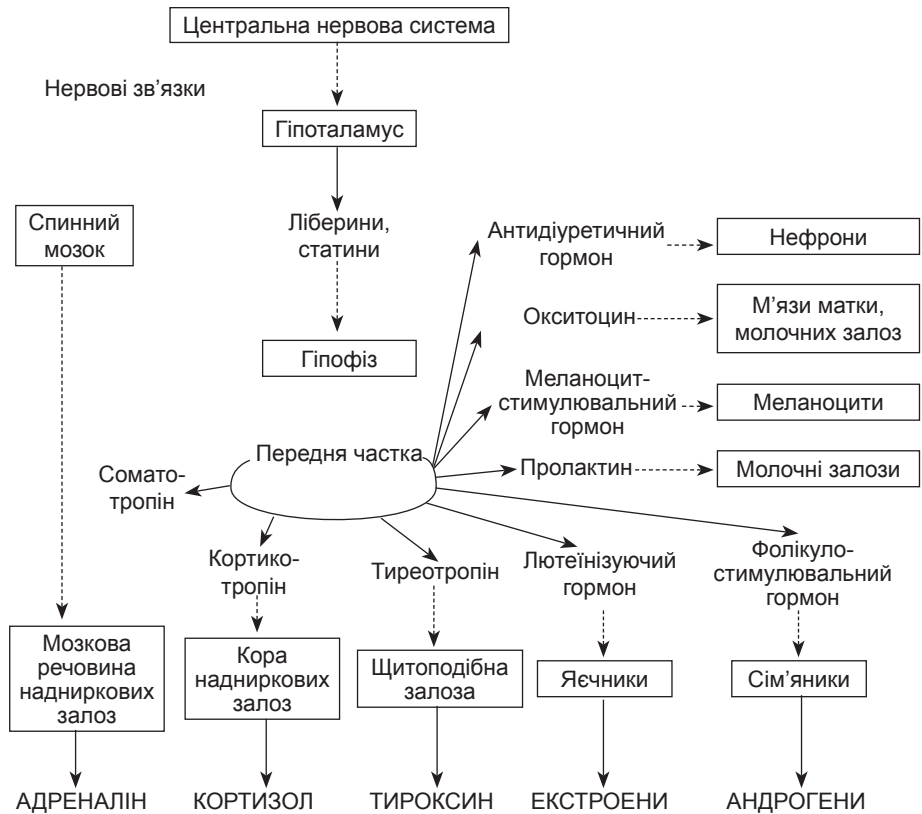 Центральна нервова система
Нервові зв’язки
Гіпоталамус
Спинний
мозок
Ліберини,
статини
Гіпофіз
Антидіуретичний
гормон
Нефрони
Окситоцин
М’язи матки,
молочних залоз
Меланоцит-
стимулювальний
гормон
Меланоцити
Передня частка
Пролактин
Молочні залози
Сомато-
тропін
Кортико-
тропін
Тиреотропін
Лютеїнізуючий
гормон
Фолікуло-
стимулювальний
гормон
Мозкова
речовина
надниркових
залоз
Кора
надниркових
залоз
Щитоподібна
залоза
Яєчники
Сім’яники
АДРЕНАЛІН
КОРТИЗОЛ
ТИРОКСИН
ЕКСТРОЕНИ
АНДРОГЕНИ